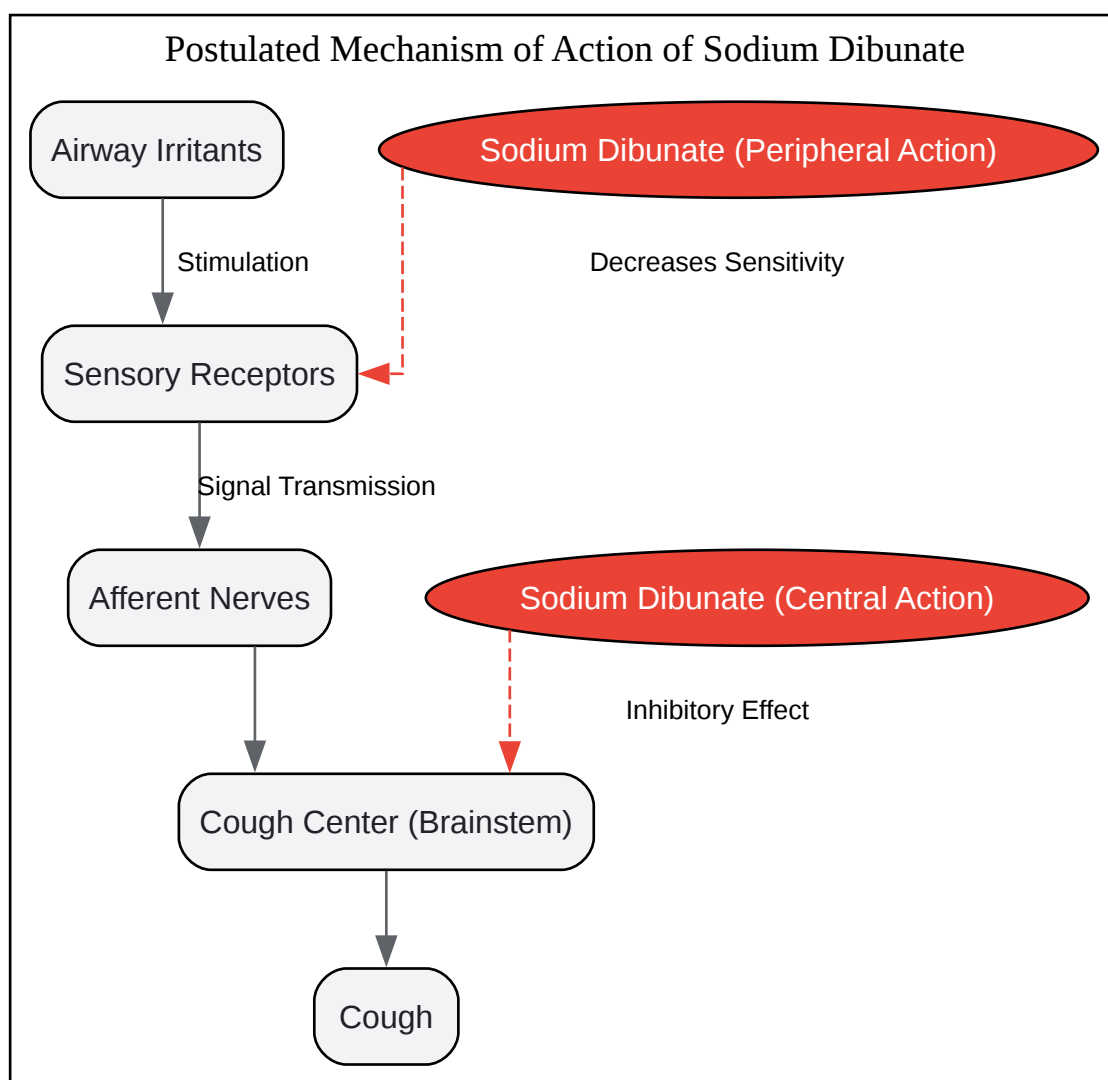 Postulated Mechanism of Action of Sodium Dibunate
Airway Irritants
Sodium Dibunate (Peripheral Action)
Stimulation
Decreases Sensitivity
Sensory Receptors
Signal Transmission
Afferent Nerves
Sodium Dibunate (Central Action)
Inhibitory Effect
Cough Center (Brainstem)
Cough